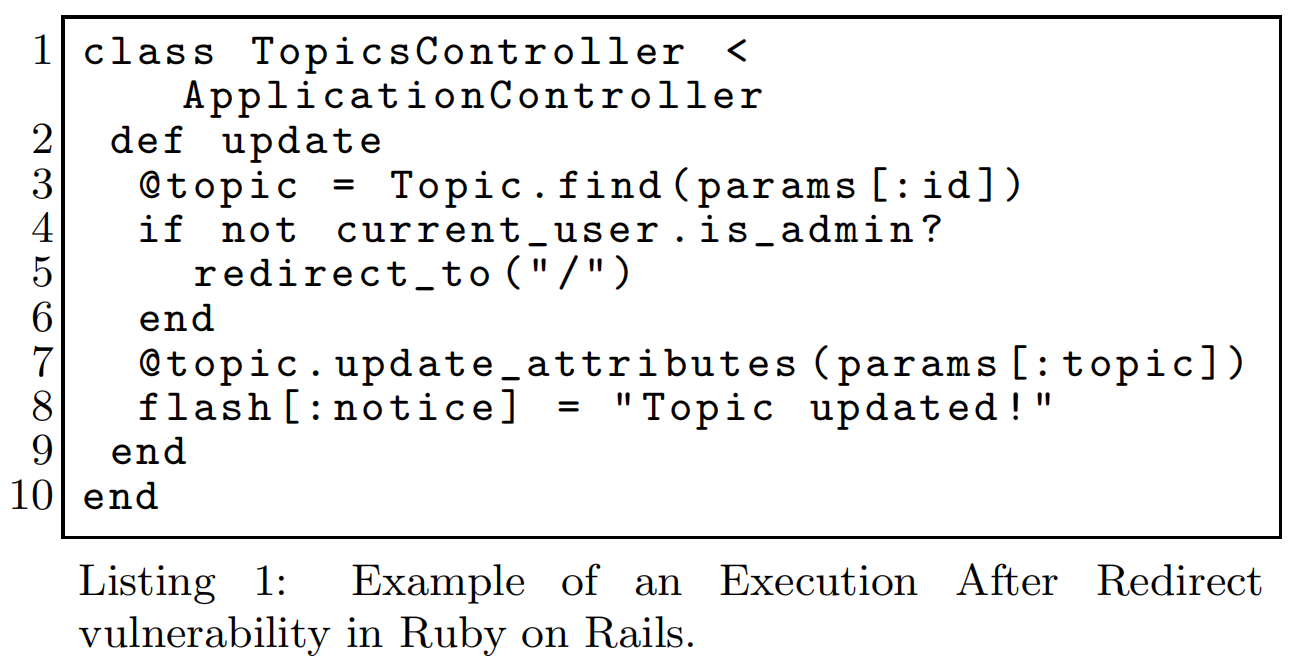 1 class TopicsController <
ApplicationController
2 def update
3 @topic = Topic.find(params[:id])
4 if not current_user.is_admin?
5 redirect_to("/")
6 end
7 @topic.update_attributes(params[:topic])
8 flash[:notice] = "Topic updated!"
9 end
10 end
Listing 1: Example of an Execution After Redirect
vulnerability in Ruby on Rails.